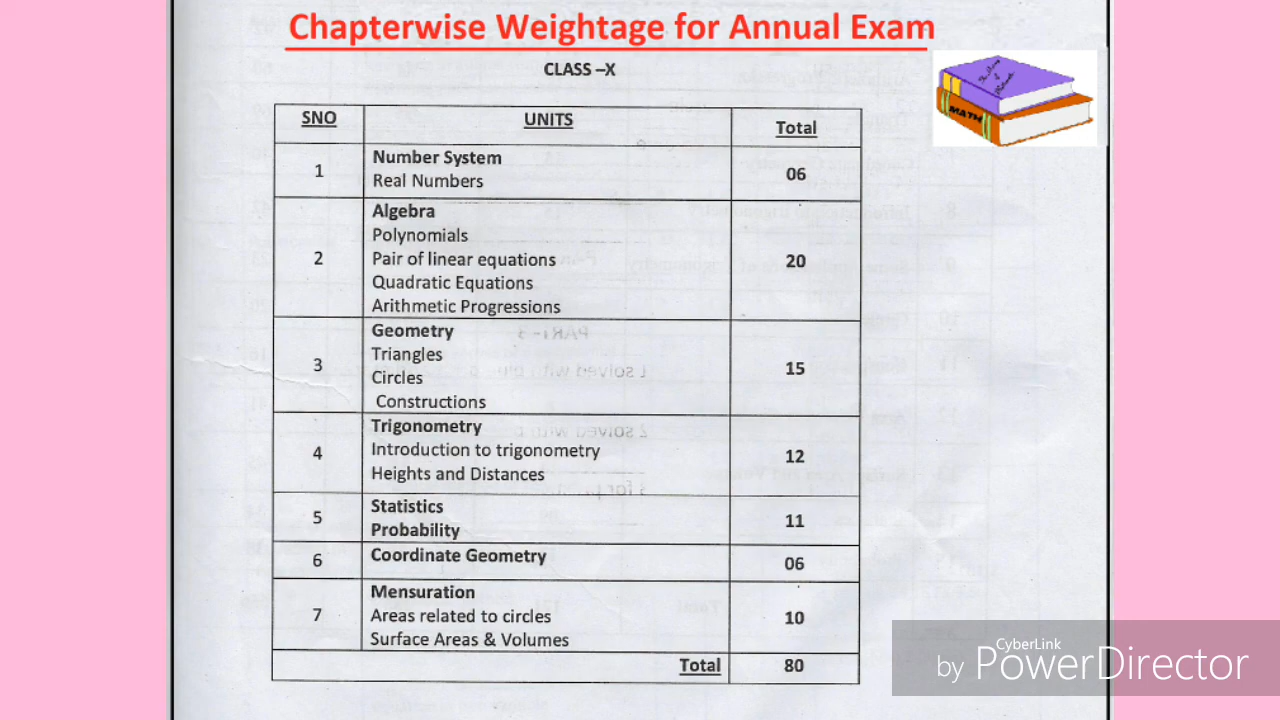 Chapterwise Weightage for Annual Exam
CLASS –X
SNO UNITS Total
1 Number System 06
Real Numbers
2 Algebra 20
Polynomials
Pair of linear equations
Quadratic Equations
Arithmetic Progressions
3 Geometry 15
Triangles
Circles
Constructions
4 Trigonometry 12
Introduction to trigonometry
Heights and Distances
5 Statistics 11
Probability
6 Coordinate Geometry 06
7 Mensuration 10
Areas related to circles
Surface Areas & Volumes
Total 80
MATH
CyberLink
by PowerDirector